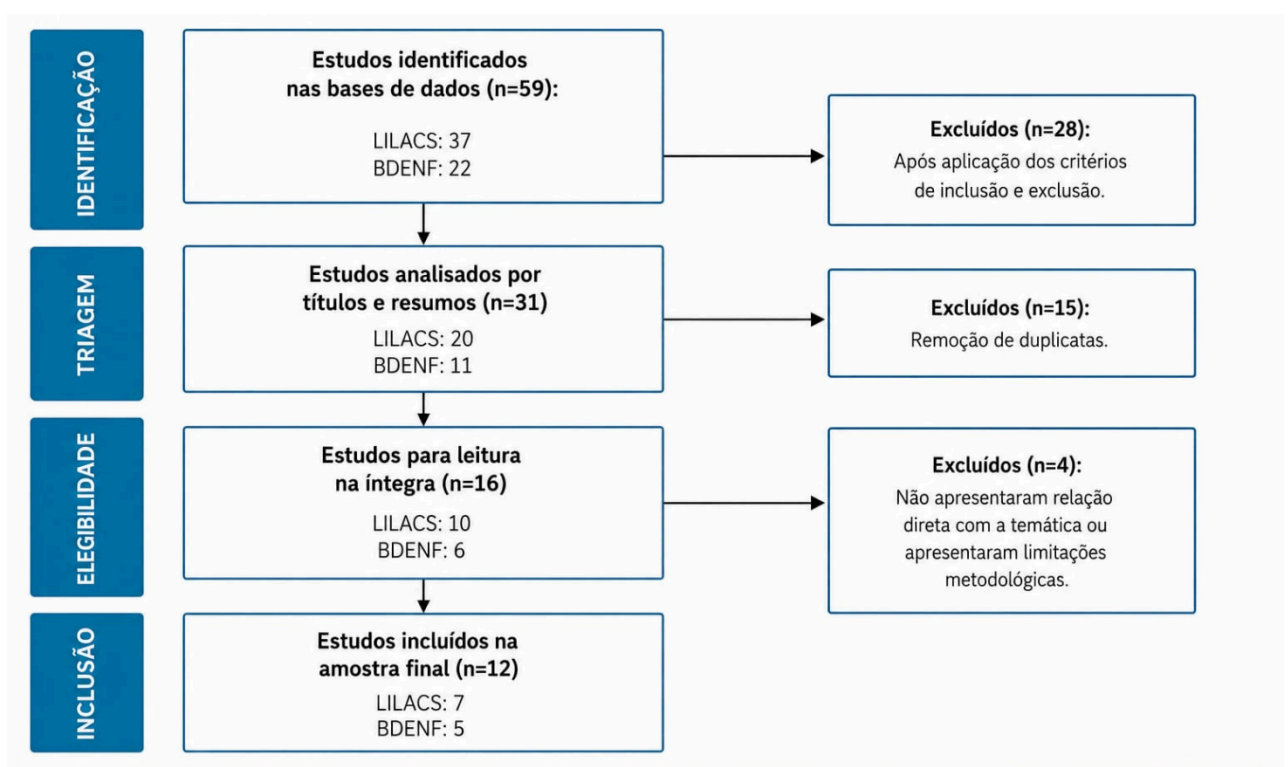 IDENTIFICAÇÃO
Estudos identificados
nas bases de dados (n=59):
LILACS: 37
BDENF: 22
Excluídos (n=28):
Após aplicação dos critérios
de inclusão e exclusão.
TRIAGEM
Estudos analisados por
títulos e resumos (n=31)
LILACS: 20
BDENF: 11
Excluídos (n=15):
Remoção de duplicatas.
ELEGIBILIDADE
Estudos para leitura
na íntegra (n=16)
LILACS: 10
BDENF: 6
Excluídos (n=4):
Não apresentaram relação
direta com a temática ou
apresentaram limitações
metodológicas.
INCLUSÃO
Estudos incluídos na
amostra final (n=12)
LILACS: 7
BDENF: 5